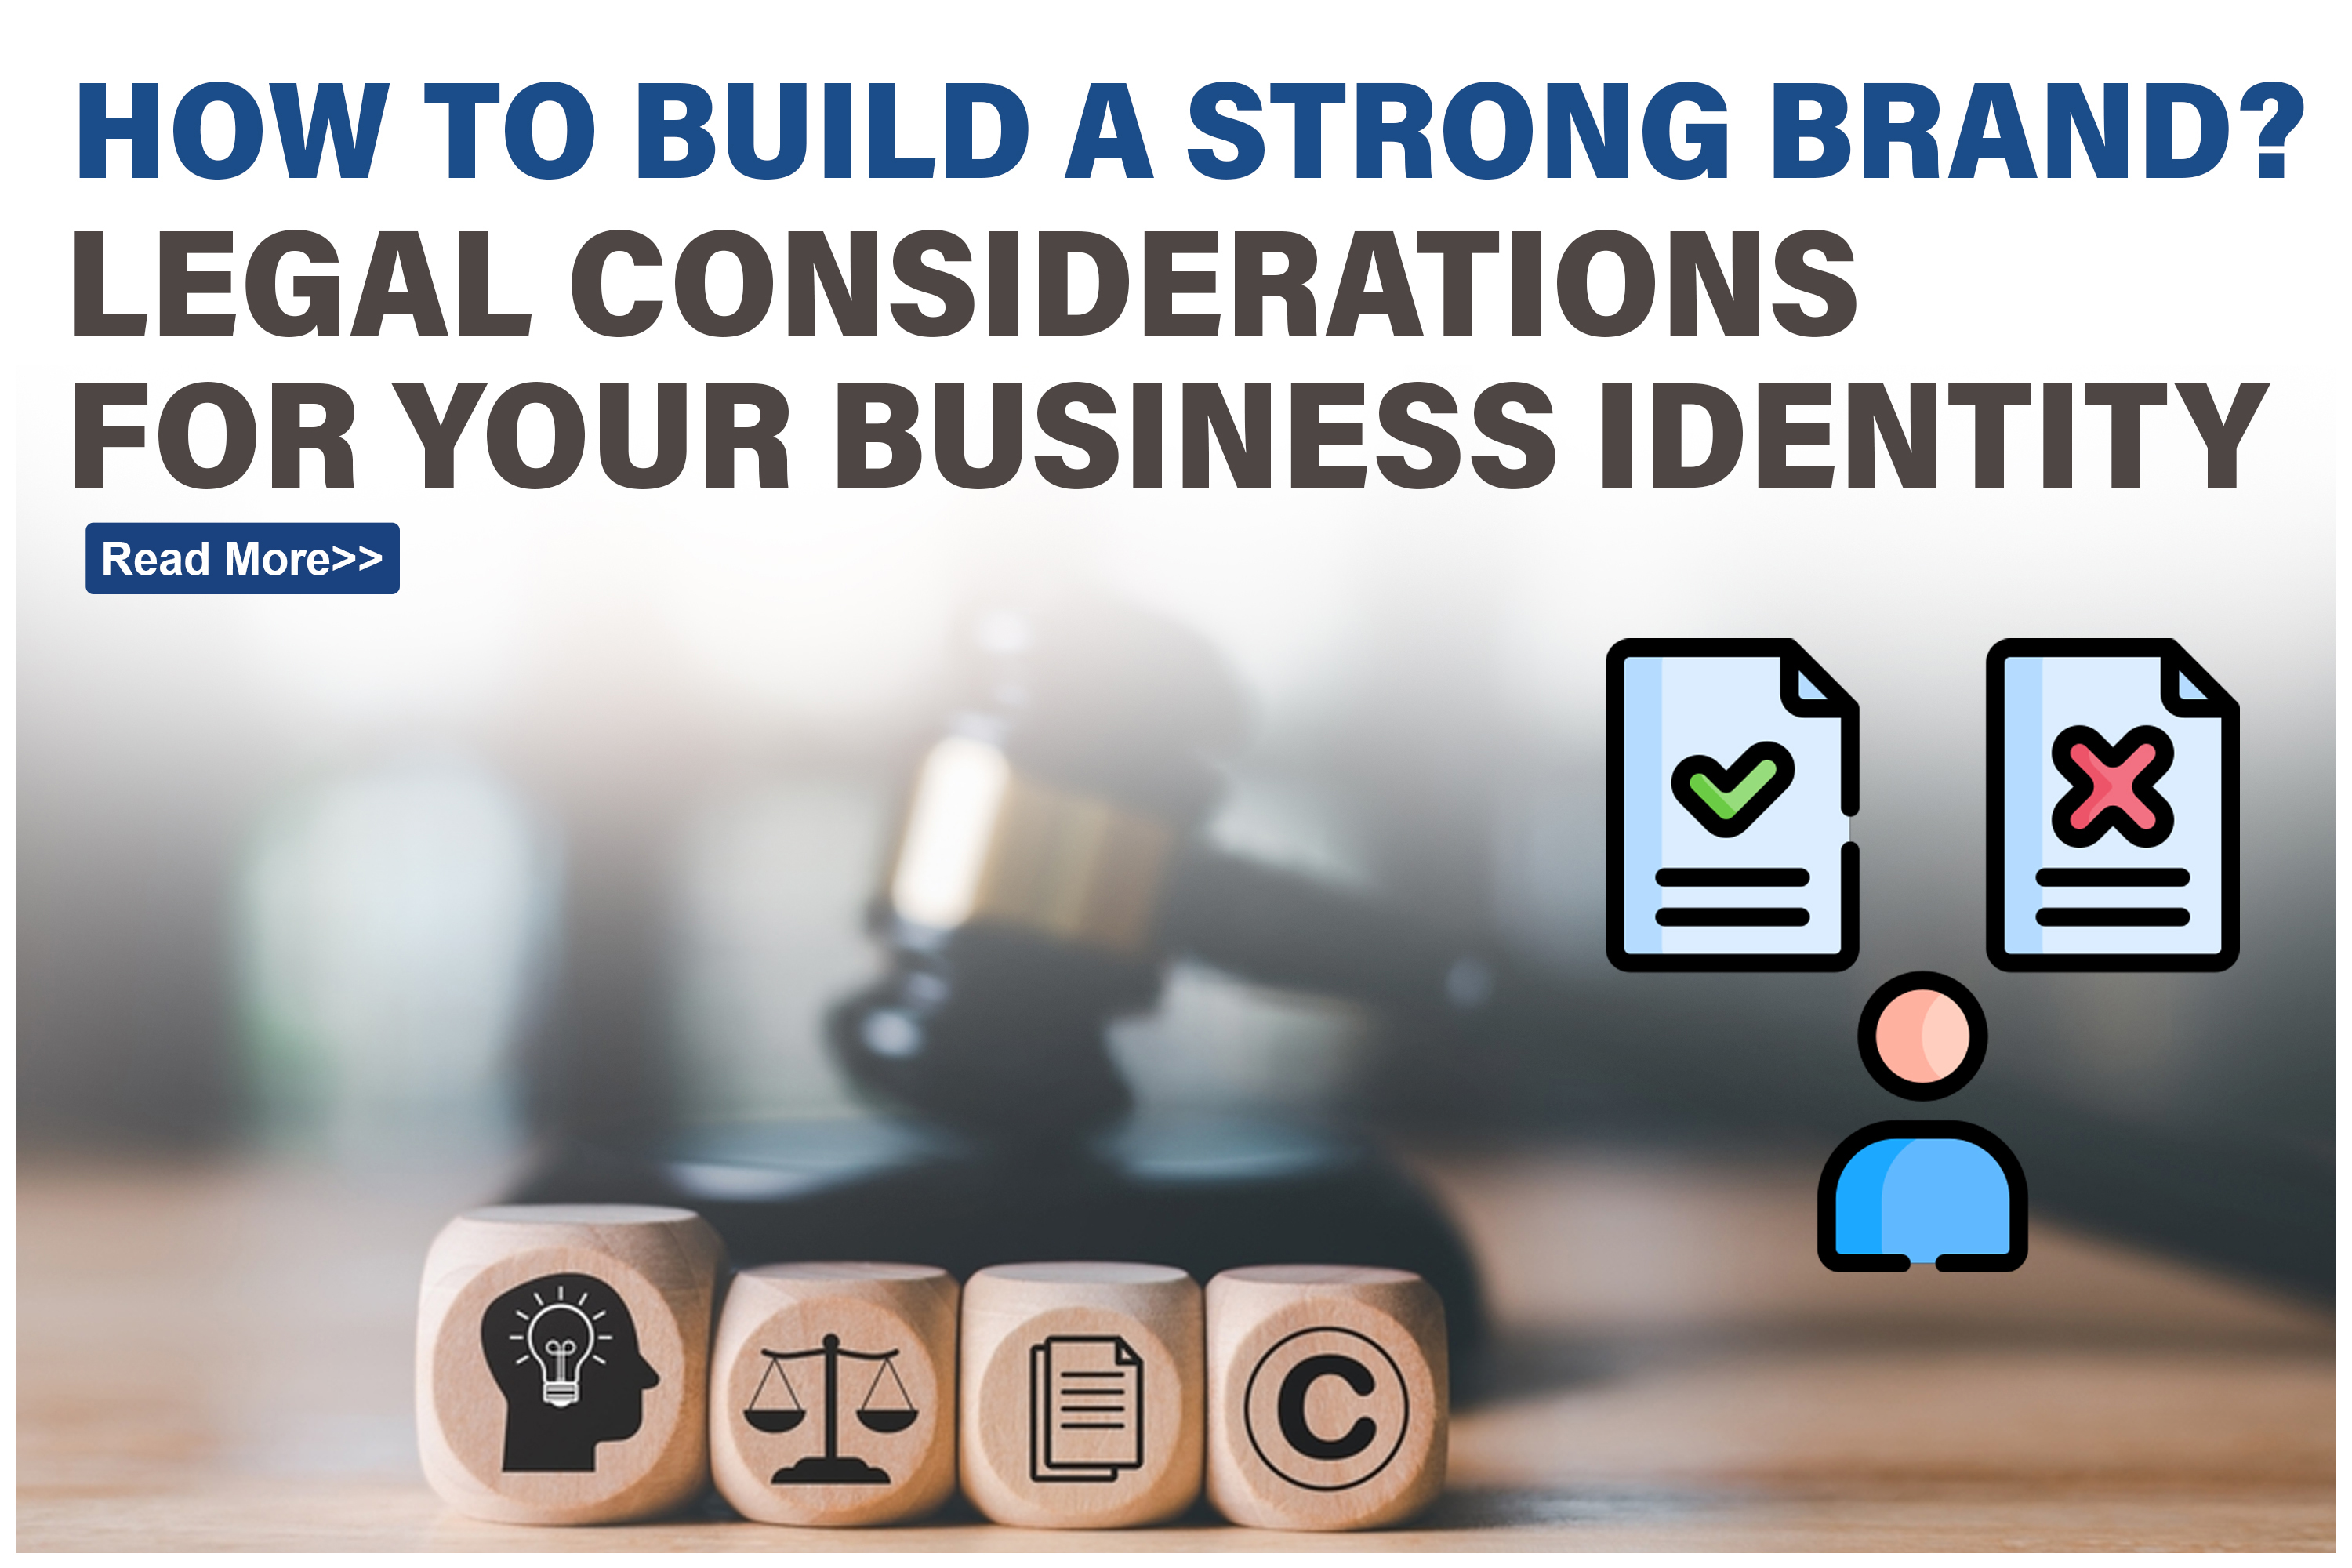 HOW TO BUILD A STRONG BRAND?
LEGAL CONSIDERATIONS
FOR YOUR BUSINESS IDENTITY
Read More>>
C